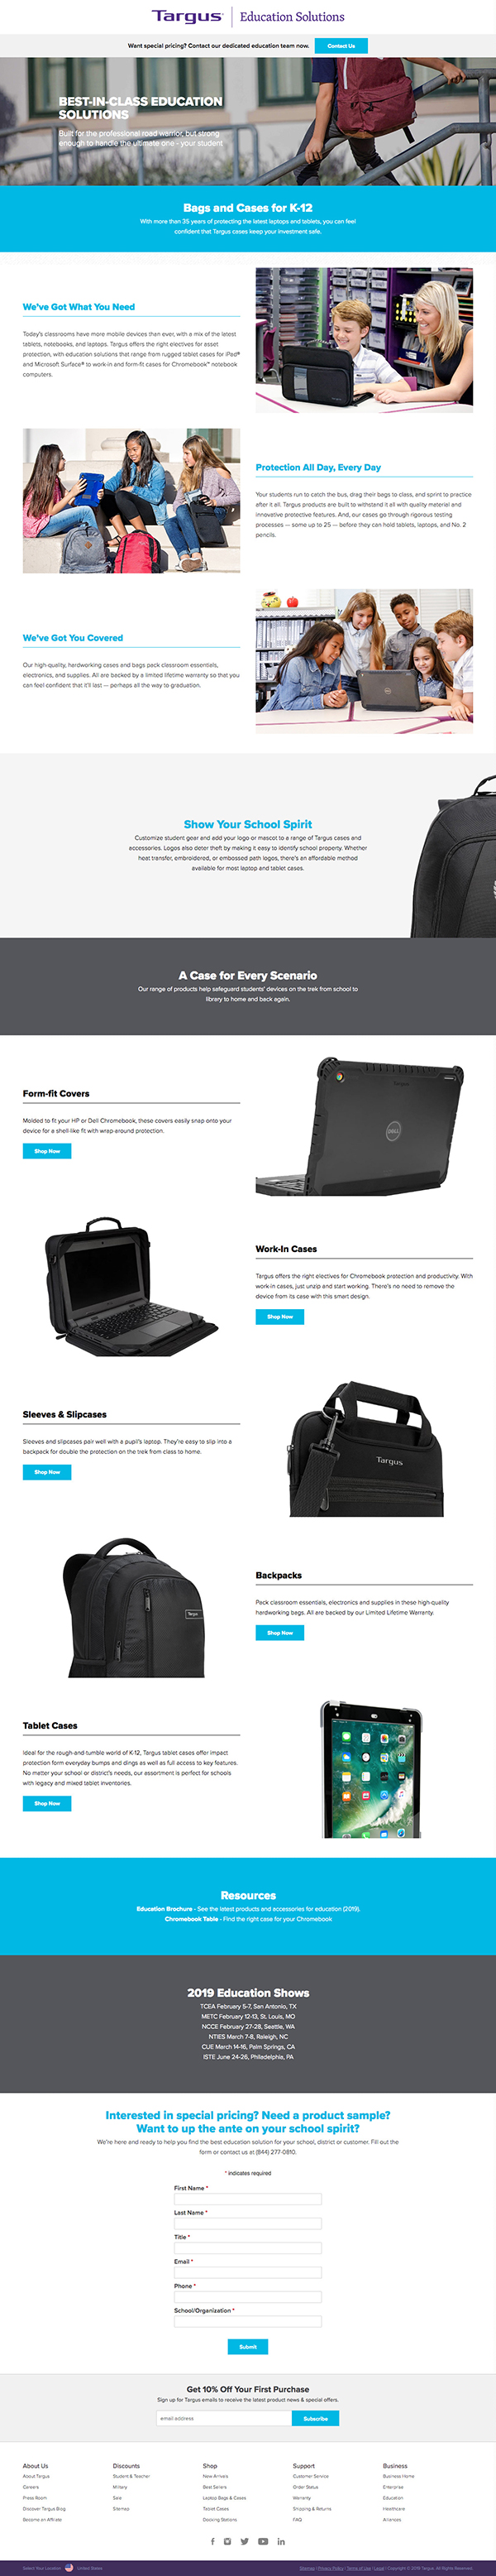 Targus | Education Solutions
Want special pricing? Contact our dedicated education team now. Contact Us
BEST-IN-CLASS EDUCATION
SOLUTIONS
Built for the professional road warrior, but strong
enough to handle the ultimate one - your student
Bags and Cases for K-12
With more than 35 years of protecting the latest laptops and tablets, you can feel
confident that Targus cases keep your investment safe.
We've Got What You Need
Today's classrooms have more mobile devices than ever, with a mix of the latest
tablets, notebooks, and laptops. Targus offers the right electives for asset
protection, with education solutions that range from rugged tablet cases for iPad®
and Microsoft Surface® to work-in and form-fit cases for Chromebook™ notebook
computers.
Protection All Day, Every Day
Your students run to catch the bus, drag their bags to class, and sprint to practice
after it all. Targus products are built to withstand it all with quality material and
innovative protective features. And, our cases go through rigorous testing
processes — some up to 25 — before they can hold tablets, laptops, and No. 2
pencils.
We've Got You Covered
Our high-quality, hardworking cases and bags pack classroom essentials,
electronics, and supplies. All are backed by a limited lifetime warranty so that you
can feel confident that it'll last — perhaps all the way to graduation.
Show Your School Spirit
Customize student gear and add your logo or mascot to a range of Targus cases and
accessories. Logos also deter theft by making it easy to identify school property. Whether
heat transfer, embroidered, or embossed path logos, there's an affordable method
available for most laptop and tablet cases.
A Case for Every Scenario
Our range of products help safeguard students' devices on the trek from school to
library to home and back again.
Form-fit Covers
Molded to fit your HP or Dell Chromebook, these covers easily snap onto your
device for a shell-like fit with wrap-around protection.
Shop Now
Targus
DELL
Work-In Cases
Targus offers the right electives for Chromebook protection and productivity. With
work-in cases, just unzip and start working. There's no need to remove the
device from its case with this smart design.
Shop Now
Sleeves & Slipcases
Sleeves and slipcases pair well with a pupil's laptop. They're easy to slip into a
backpack for double the protection on the trek from class to home.
Shop Now
Targus
Targus
Backpacks
Pack classroom essentials, electronics and supplies in these high-quality
hardworking bags. All are backed by our Limited Lifetime Warranty.
Shop Now
Tablet Cases
Ideal for the rough-and-tumble world of K-12, Targus tablet cases offer impact
protection form everyday bumps and dings as well as full access to key features.
No matter your school or district's needs, our assortment is perfect for schools
with legacy and mixed tablet inventories.
Shop Now
Resources
Education Brochure - See the latest products and accessories for education (2019).
Chromebook Table - Find the right case for your Chromebook
2019 Education Shows
TCEA February 5-7, San Antonio, TX
METC February 12-13, St. Louis, MO
NCCE February 27-28, Seattle, WA
NTIES March 7-8, Raleigh, NC
CUE March 14-16, Palm Springs, CA
ISTE June 24-26, Philadelphia, PA
Interested in special pricing? Need a product sample?
Want to up the ante on your school spirit?
We're here and ready to help you find the best education solution for your school, district or customer. Fill out the
form or contact us at (844) 277-0810.
* indicates required
First Name *
Last Name *
Title *
Email *
Phone *
School/Organization *
Submit
Get 10% Off Your First Purchase
Sign up for Targus emails to receive the latest product news & special offers.
email address Subscribe
About Us Discounts Shop Support Business
About Targus Student & Teacher New Arrivals Customer Service Business Home
Careers Military Best Sellers Order Status Enterprise
Press Room Sale Laptop Bags & Cases Warranty Education
Discover Targus Blog Sitemap Tablet Cases Shipping & Returns Healthcare
Become an Affiliate Docking Stations FAQ Alliances
Select Your Location United States Sitemap | Privacy Policy | Terms of Use | Legal | Copyright © 2019 Targus. All Rights Reserved.